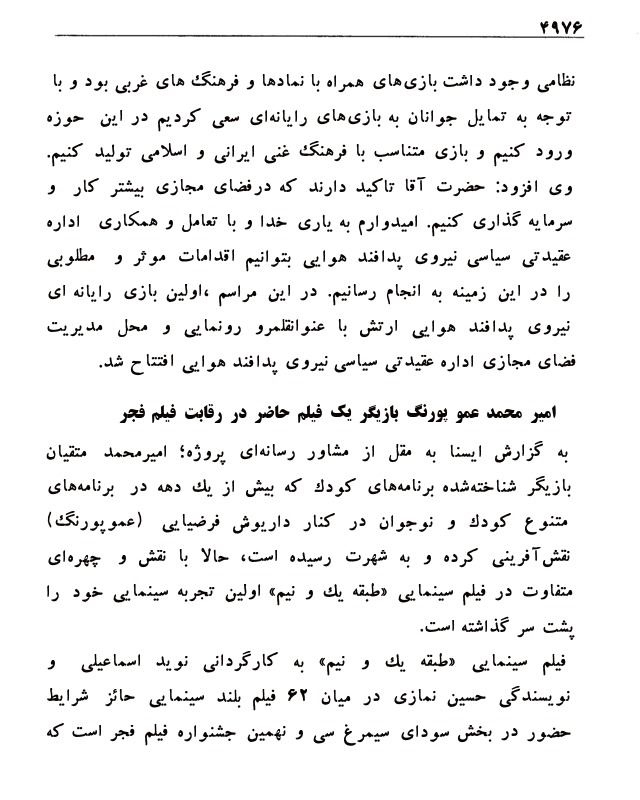 ۴۹۷۶
نظامی وجود داشت بازی‌های همراه با نمادها و فرهنگ های غربی بود و با
توجه به تمایل جوانان به بازی‌های رایانه‌ای سعی کردیم در این حوزه
ورود کنیم و بازی متناسب با فرهنگ غنی ایرانی و اسلامی تولید کنیم.
وی افزود: حضرت آقا تاکید دارند که درفضای مجازی بیشتر کار و
سرمایه گذاری کنیم. امیدوارم به یاری خدا و با تعامل و همکاری اداره
عقیدتی سیاسی نیروی پدافند هوایی بتوانیم اقدامات موثر و مطلوبی
را در این زمینه به انجام رسانیم. در این مراسم ،اولین بازی رایانه ای
نیروی پدافند هوایی ارتش با عنوانقلمرو رونمایی و محل مدیریت
فضای مجازی اداره عقیدتی سیاسی نیروی پدافند هوایی افتتاح شد.
امیر محمد عمو پورنگ بازیگر یک فیلم حاضر در رقابت فیلم فجر
به گزارش ایسنا به مقل از مشاور رسانه‌ای پروژه؛ امیرمحمد متقیان
بازیگر شناخته‌شده برنامه‌های کودك که بیش از یك دهه در برنامه‌های
متنوع کودك و نوجوان در کنار داریوش فرضیایی (عموپورنگ)
نقش‌آفرینی کرده و به شهرت رسیده است، حالا با نقش و چهره‌ای
متفاوت در فیلم سینمایی «طبقه یك و نیم» اولین تجربه سینمایی خود را
پشت سر گذاشته است.
فیلم سینمایی «طبقه یك و نیم» به کارگردانی نوید اسماعیلی و
نویسندگی حسین نمازی در میان ۶۲ فیلم بلند سینمایی حائز شرایط
حضور در بخش سودای سیمرغ سی و نهمین جشنواره فیلم فجر است که